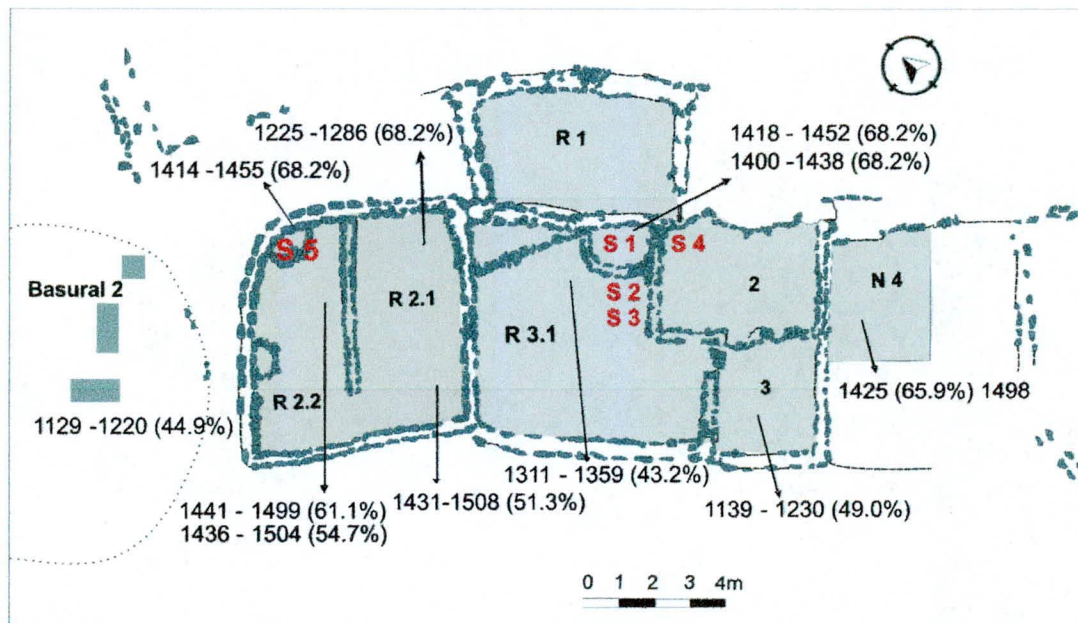 R 1
1225 -1286 (68.2%)
1414 -1455 (68.2%)
1418 - 1452 (68.2%)
1400 -1438 (68.2%)
S 5
S 1
S 4
Basural 2
R 2.1
S 2
S 3
2
N 4
R 3.1
3
R 2.2
1129 -1220 (44.9%)
1425 (65.9%) 1498
1311 - 1359 (43.2%)
1441 - 1499 (61.1%)
1436 - 1504 (54.7%)
1431-1508 (51.3%)
1139 - 1230 (49.0%)
0 1 2 3 4m